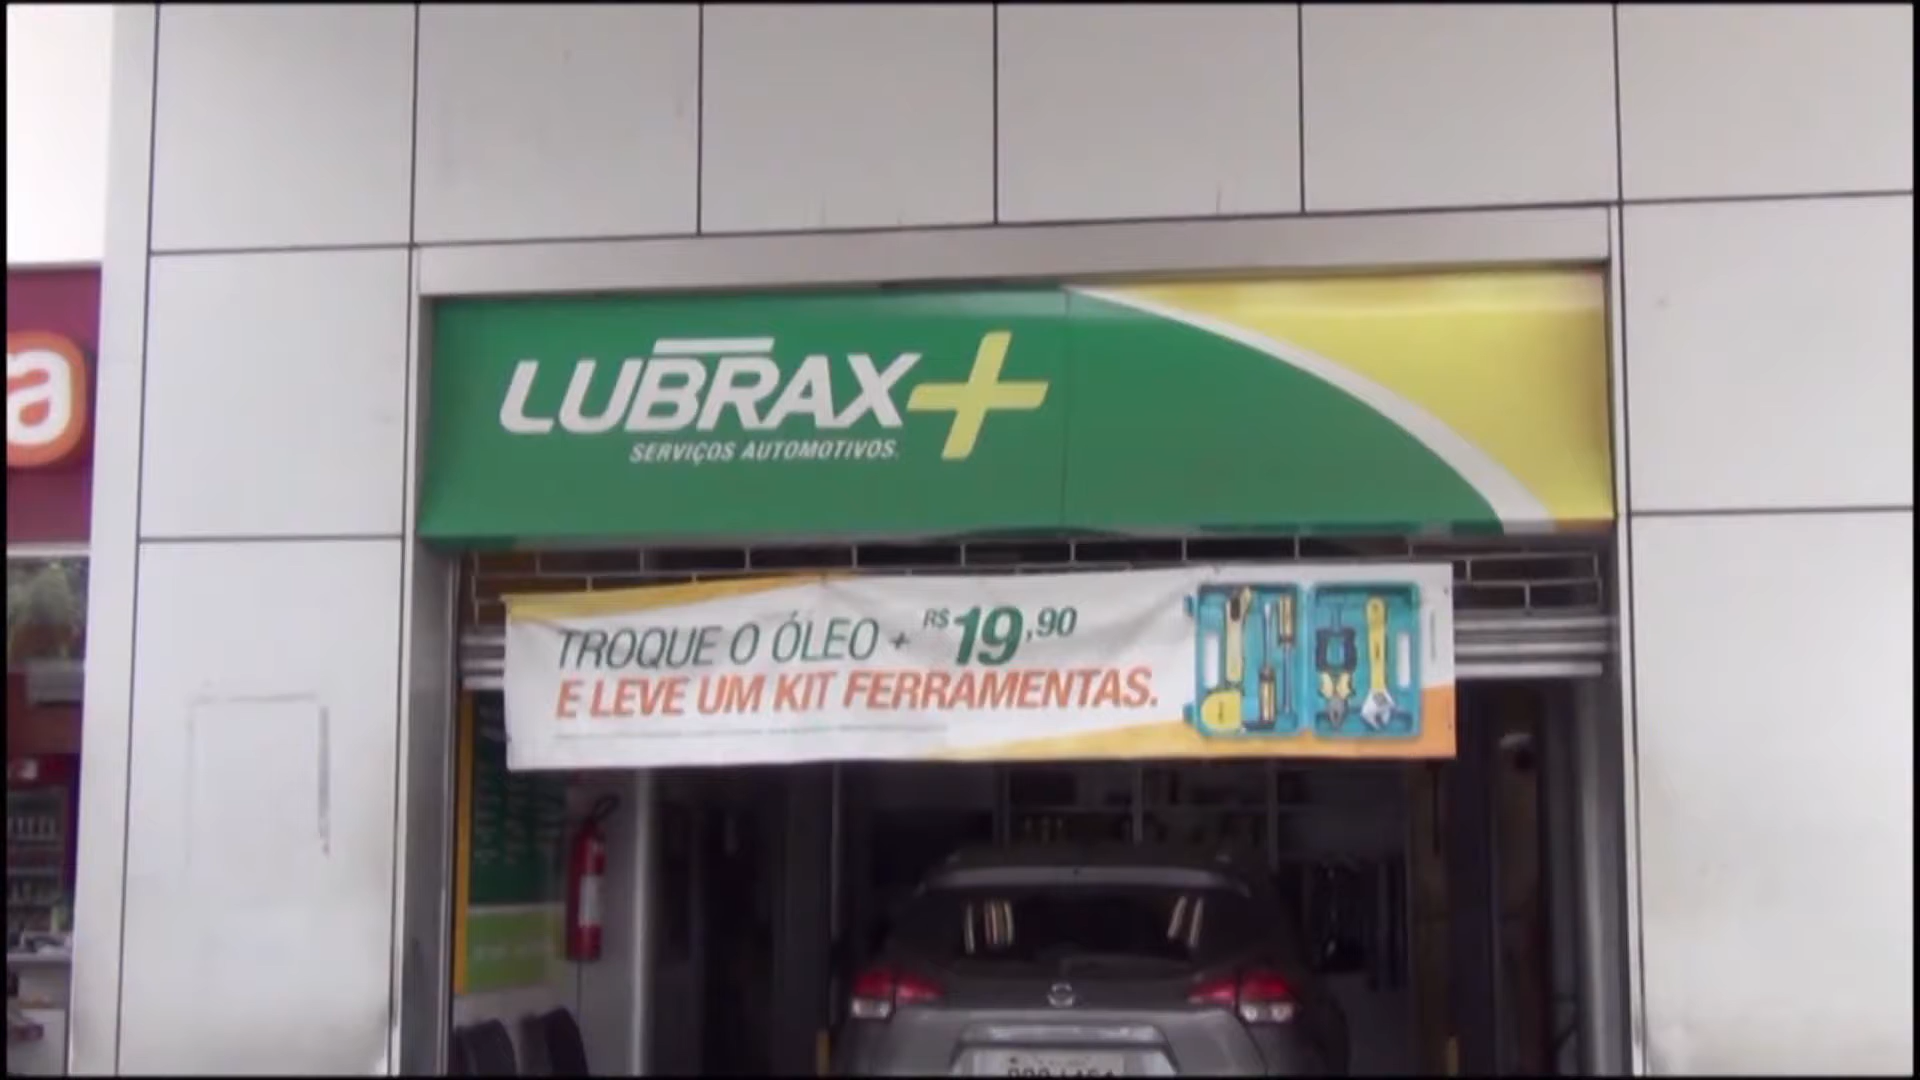 a
LUBRAX+
SERVIÇOS AUTOMOTIVOS.
TROQUE O ÓLEO + R$19,90
E LEVE UM KIT FERRAMENTAS.